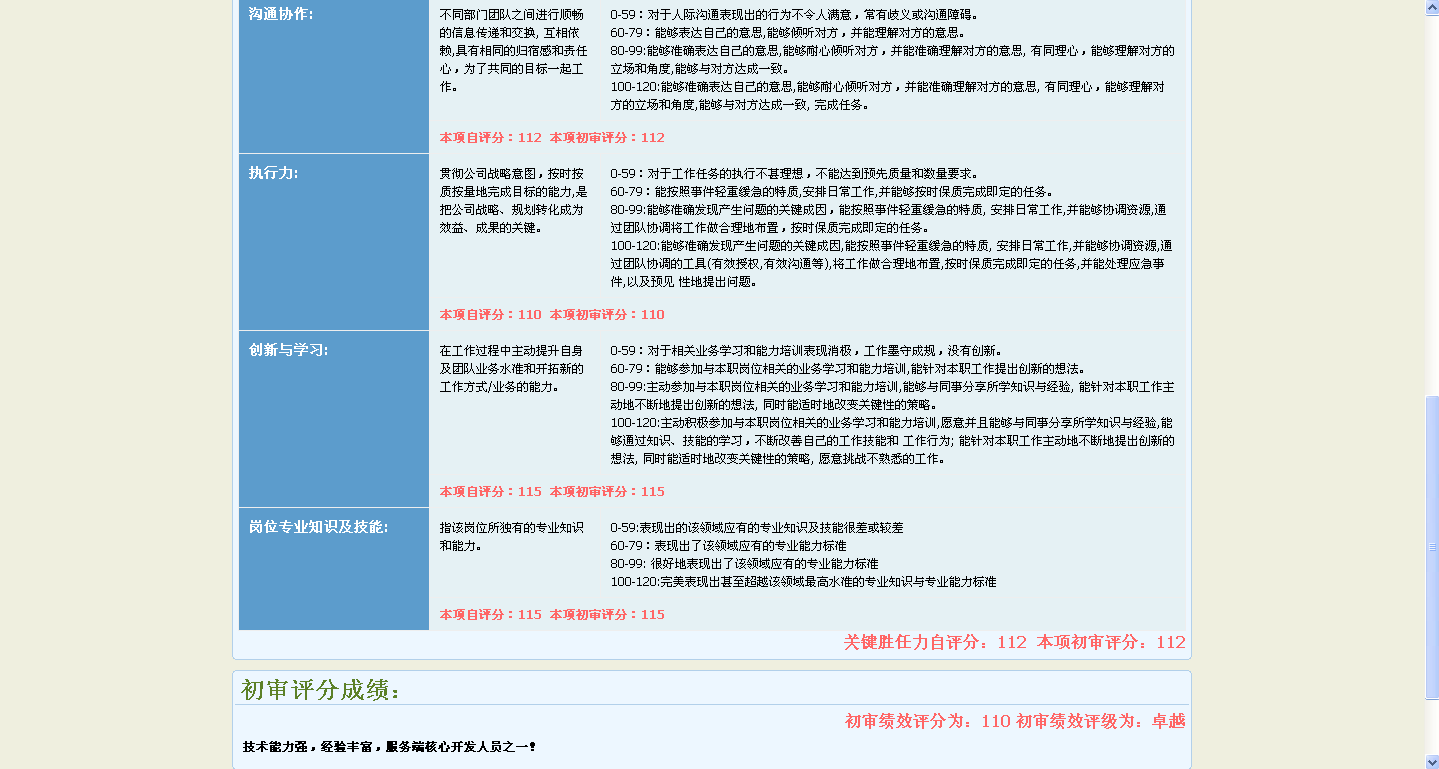 沟通协作:
不同部门团队之间进行顺畅
的信息传递和交换, 互相依
赖,具有相同的归宿感和责任
心，为了共同的目标一起工
作。
0-59：对于人际沟通表现出的行为不令人满意，常有歧义或沟通障碍。
60-79：能够表达自己的意思,能够倾听对方，并能理解对方的意思。
80-99:能够准确表达自己的意思,能够耐心倾听对方，并能准确理解对方的意思, 有同理心，能够理解对方的
立场和角度,能够与对方达成一致。
100-120:能够准确表达自己的意思,能够耐心倾听对方，并能准确理解对方的意思, 有同理心，能够理解对
方的立场和角度,能够与对方达成一致, 完成任务。
本项自评分：112 本项初审评分：112
执行力:
贯彻公司战略意图，按时按
质按量地完成目标的能力,是
把公司战略、规划转化成为
效益、成果的关键。
0-59：对于工作任务的执行不甚理想，不能达到预先质量和数量要求。
60-79：能按照事件轻重缓急的特质,安排日常工作,并能够按时保质完成即定的任务。
80-99:能够准确发现产生问题的关键成因，能按照事件轻重缓急的特质, 安排日常工作,并能够协调资源,通
过团队协调将工作做合理地布置，按时保质完成即定的任务。
100-120:能够准确发现产生问题的关键成因,能按照事件轻重缓急的特质, 安排日常工作,并能够协调资源,通
过团队协调的工具(有效授权,有效沟通等),将工作做合理地布置,按时保质完成即定的任务,并能处理应急事
件,以及预见 性地提出问题。
本项自评分：110 本项初审评分：110
创新与学习:
在工作过程中主动提升自身
及团队业务水准和开拓新的
工作方式/业务的能力。
0-59：对于相关业务学习和能力培训表现消极，工作墨守成规，没有创新。
60-79：能够参加与本职岗位相关的业务学习和能力培训,能针对本职工作提出创新的想法。
80-99:主动参加与本职岗位相关的业务学习和能力培训,能够与同事分享所学知识与经验, 能针对本职工作主
动地不断地提出创新的想法, 同时能适时地改变关键性的策略。
100-120:主动积极参加与本职岗位相关的业务学习和能力培训,愿意并且能够与同事分享所学知识与经验,能
够通过知识、技能的学习，不断改善自己的工作技能和 工作行为; 能针对本职工作主动地不断地提出创新的
想法, 同时能适时地改变关键性的策略, 愿意挑战不熟悉的工作。
本项自评分：115 本项初审评分：115
岗位专业知识及技能:
指该岗位所独有的专业知识
和能力。
0-59:表现出的该领域应有的专业知识及技能很差或较差
60-79：表现出了该领域应有的专业能力标准
80-99: 很好地表现出了该领域应有的专业能力标准
100-120:完美表现出甚至超越该领域最高水准的专业知识与专业能力标准
本项自评分：115 本项初审评分：115
关键胜任力自评分：112 本项初审评分：112
初审评分成绩：
初审绩效评分为：110 初审绩效评级为：卓越
技术能力强，经验丰富，服务端核心开发人员之一！